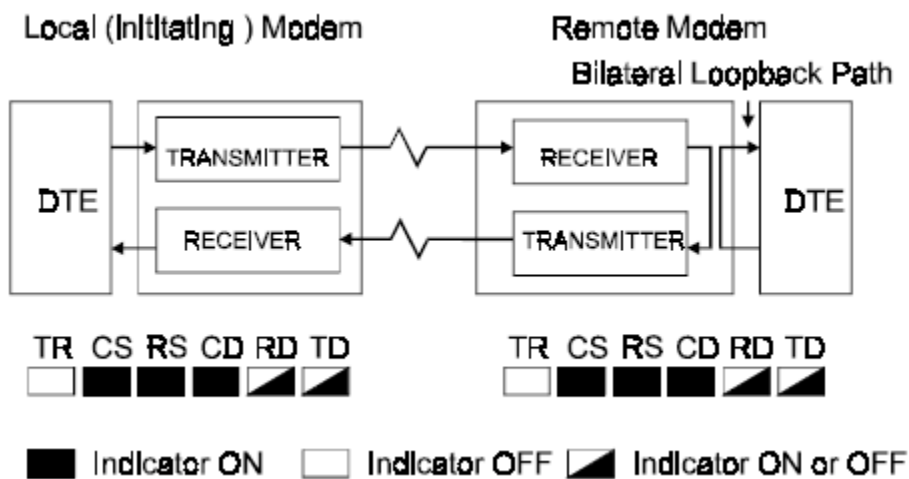 Local (Inititating ) Modem
Remote Modem
Bilateral Loopback Path
DTE
TRANSMITTER
RECEIVER
RECEIVER
TRANSMITTER
DTE
TR CS RS CD RD TD
TR CS RS CD RD TD
Indicator ON
Indicator OFF
Indicator ON or OFF